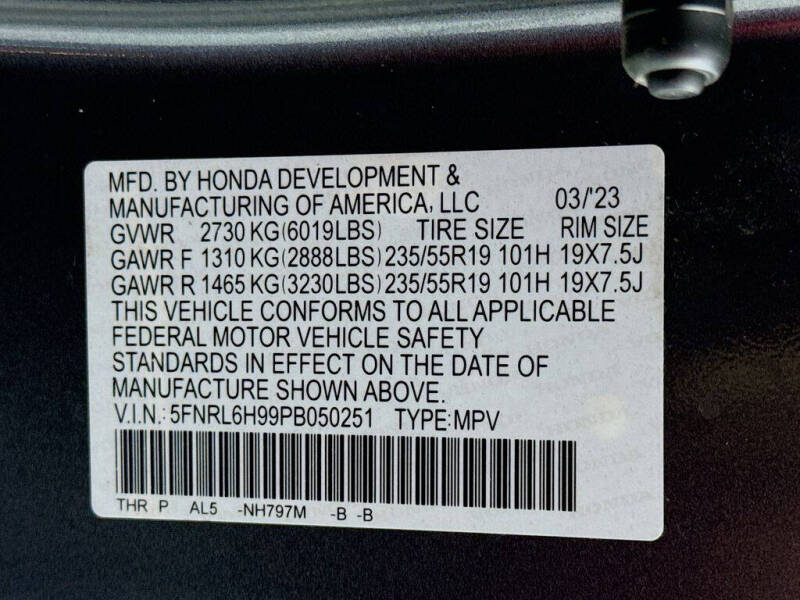 MFD. BY HONDA DEVELOPMENT &
MANUFACTURING OF AMERICA, LLC 03/'23
GVWR 2730 KG(6019LBS) TIRE SIZE RIM SIZE
GAWR F 1310 KG(2888LBS) 235/55R19 101H 19X7.5J
GAWR R 1465 KG(3230LBS) 235/55R19 101H 19X7.5J
THIS VEHICLE CONFORMS TO ALL APPLICABLE
FEDERAL MOTOR VEHICLE SAFETY
STANDARDS IN EFFECT ON THE DATE OF
MANUFACTURE SHOWN ABOVE.
V.I.N.: 5FNRL6H99PB050251 TYPE:MPV
THR P AL5 -NH797M -B -B